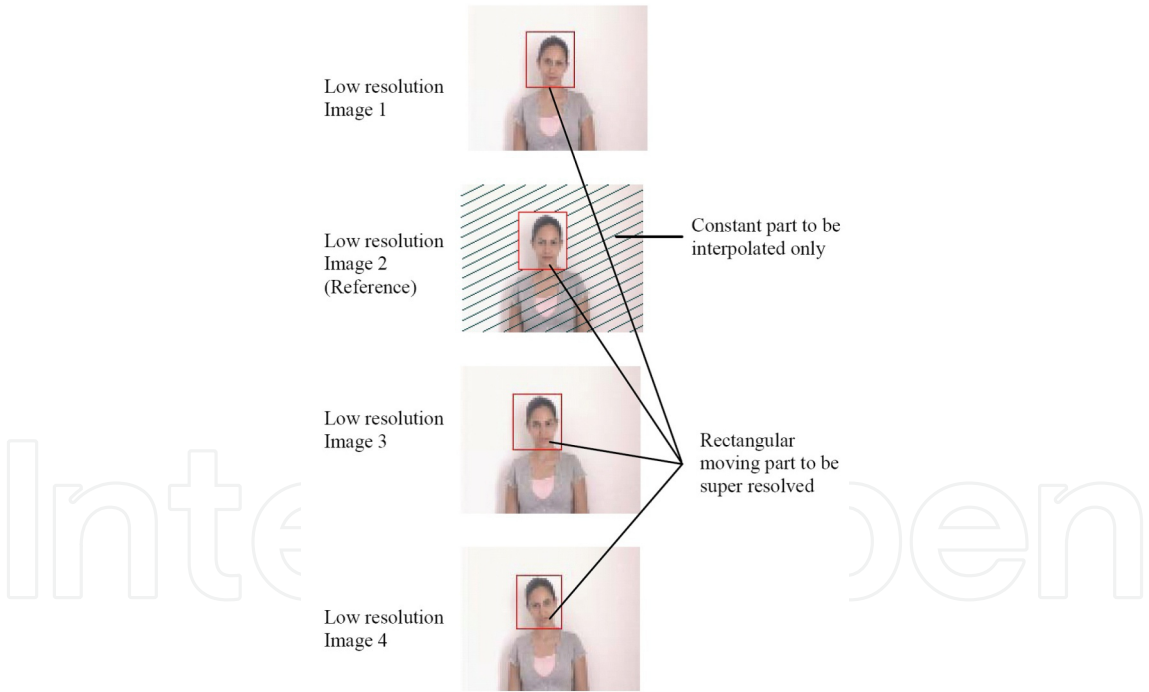 Low resolution
Image 1
Low resolution
Image 2
(Reference)
Constant part to be
interpolated only
Low resolution
Image 3
Rectangular
moving part to be
super resolved
Low resolution
Image 4